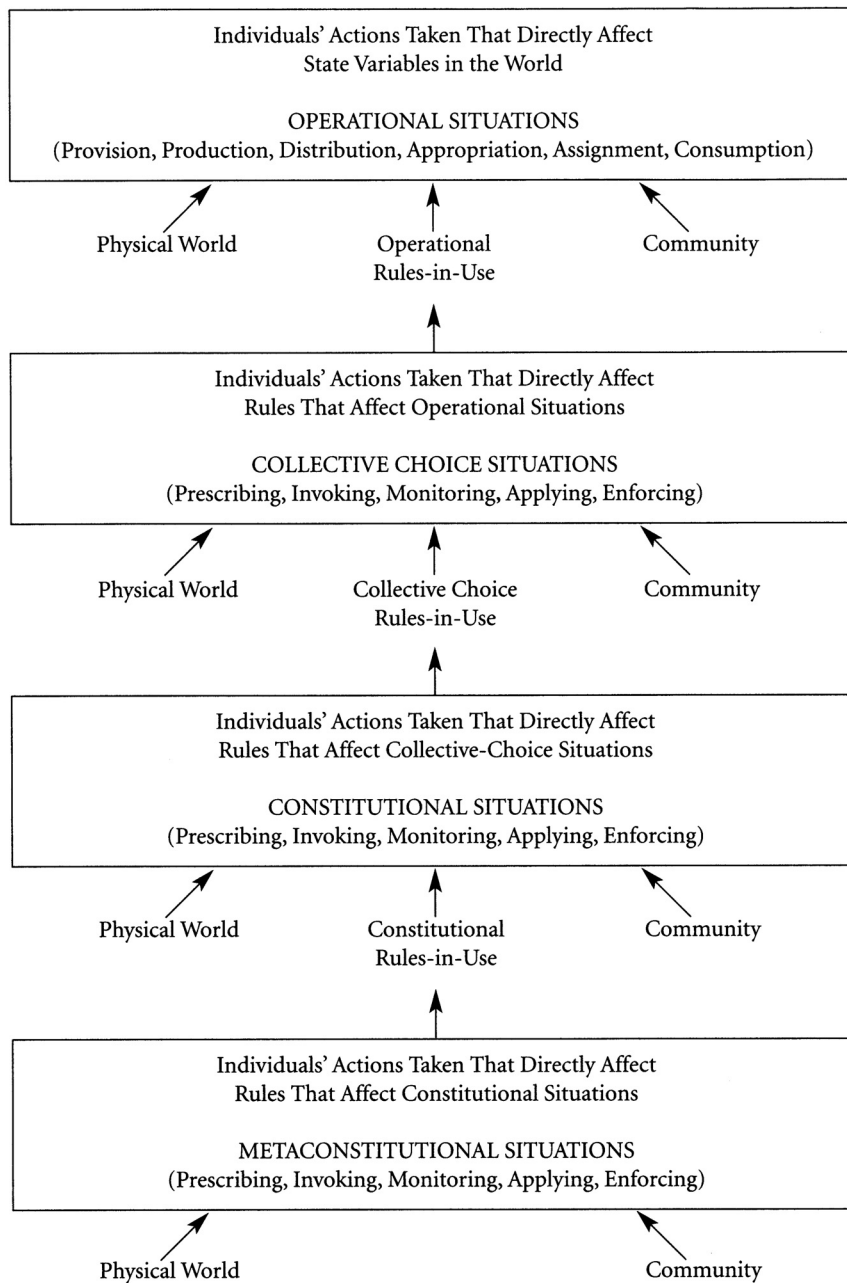 Individuals’ Actions Taken That Directly Affect
State Variables in the World
OPERATIONAL SITUATIONS
(Provision, Production, Distribution, Appropriation, Assignment, Consumption)
Physical World
Operational
Rules-in-Use
Community
Individuals’ Actions Taken That Directly Affect
Rules That Affect Operational Situations
COLLECTIVE CHOICE SITUATIONS
(Prescribing, Invoking, Monitoring, Applying, Enforcing)
Physical World
Collective Choice
Rules-in-Use
Community
Individuals’ Actions Taken That Directly Affect
Rules That Affect Collective-Choice Situations
CONSTITUTIONAL SITUATIONS
(Prescribing, Invoking, Monitoring, Applying, Enforcing)
Physical World
Constitutional
Rules-in-Use
Community
Individuals’ Actions Taken That Directly Affect
Rules That Affect Constitutional Situations
METACONSTITUTIONAL SITUATIONS
(Prescribing, Invoking, Monitoring, Applying, Enforcing)
Physical World
Community